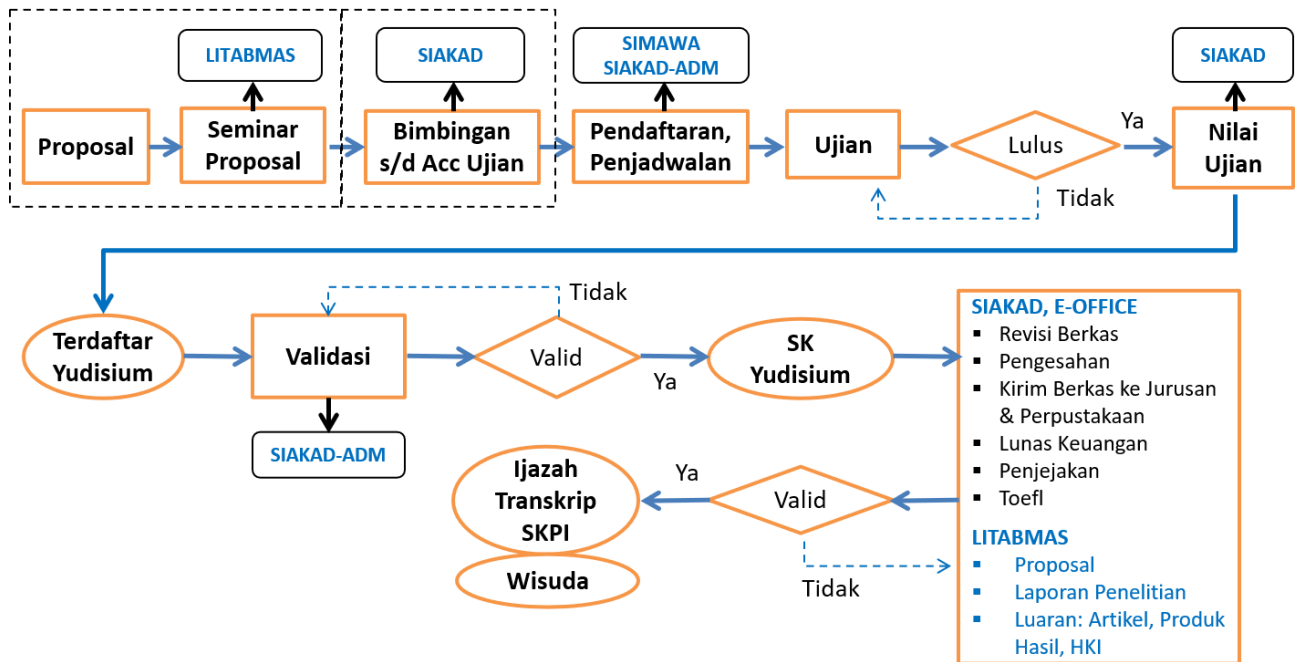 LITABMAS
SIAKAD
SIMAWA
SIAKAD-ADM
SIAKAD
Proposal
Seminar
Proposal
Bimbingan
s/d Acc Ujian
Pendaftaran,
Penjadwalan
Ujian
Lulus
Ya
Tidak
Nilai
Ujian
Terdaftar
Yudisium
Validasi
SIAKAD-ADM
Tidak
Valid
Ya
SK
Yudisium
SIAKAD, E-OFFICE
▪ Revisi Berkas
▪ Pengesahan
▪ Kirim Berkas ke Jurusan
& Perpustakaan
▪ Lunas Keuangan
▪ Penjejakan
▪ Toefl
LITABMAS
▪ Proposal
▪ Laporan Penelitian
▪ Luaran: Artikel, Produk
Hasil, HKI
Valid
Tidak
Ya
Ijazah
Transkrip
SKPI
Wisuda